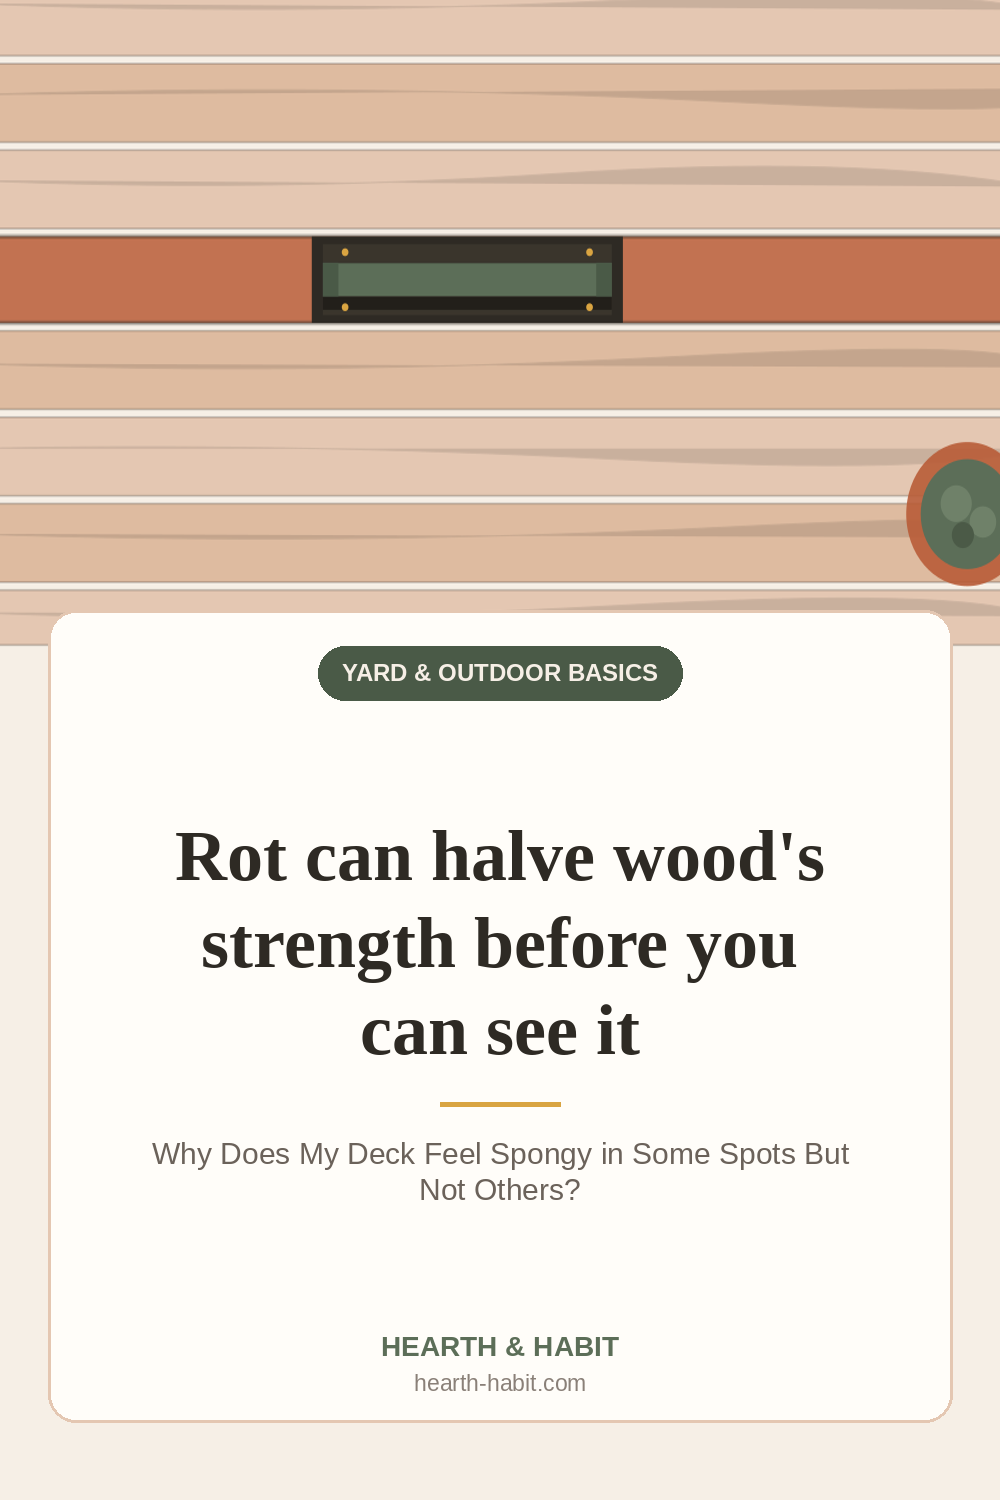 YARD & OUTDOOR BASICS
Rot can halve wood's
strength before you
can see it
Why Does My Deck Feel Spongy in Some Spots But
Not Others?
HEARTH & HABIT
hearth-habit.com